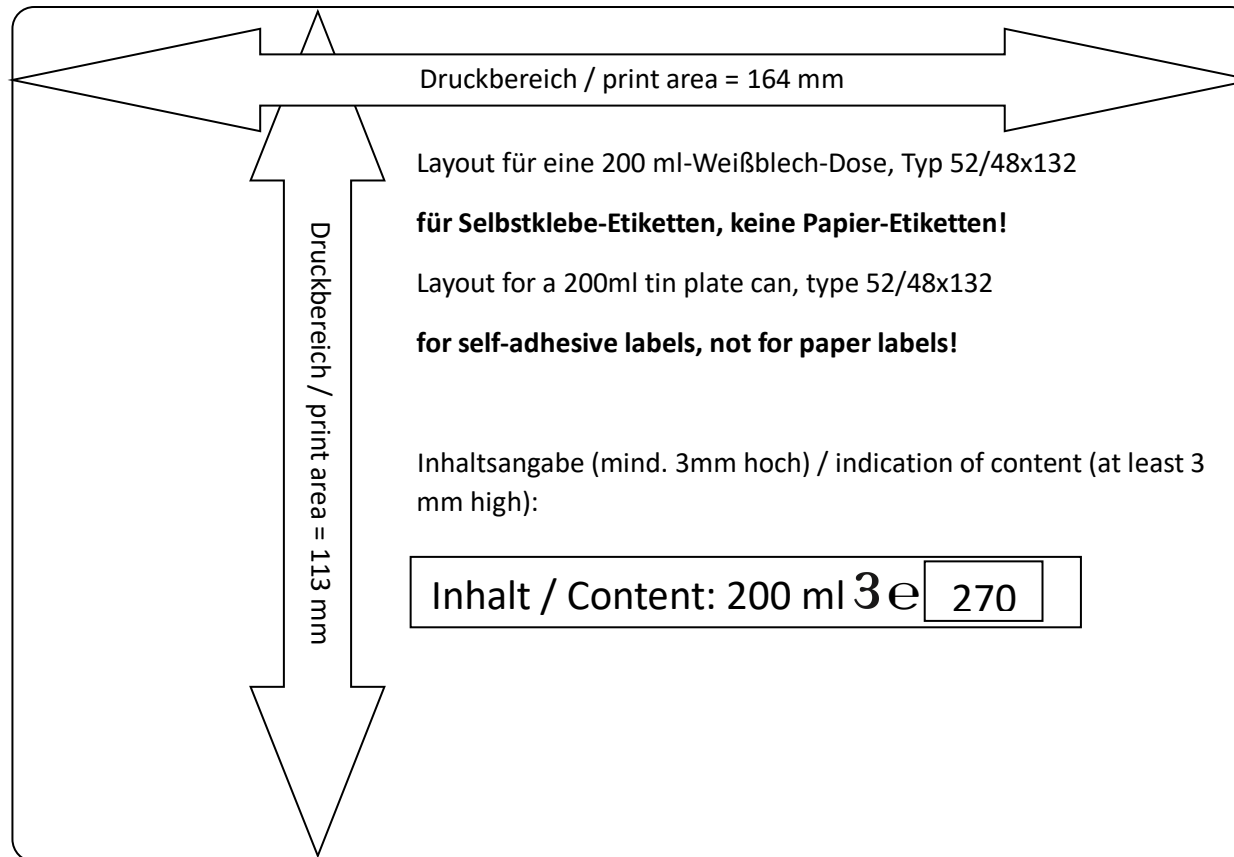 Druckbereich / print area = 164 mm
Druckbereich / print area = 113 mm
Layout für eine 200 ml-Weißblech-Dose, Typ 52/48x132
für Selbstklebe-Etiketten, keine Papier-Etiketten!
Layout for a 200ml tin plate can, type 52/48x132
for self-adhesive labels, not for paper labels!
Inhaltsangabe (mind. 3mm hoch) / indication of content (at least 3
mm high):
Inhalt / Content: 200 ml 3 ℮ 270